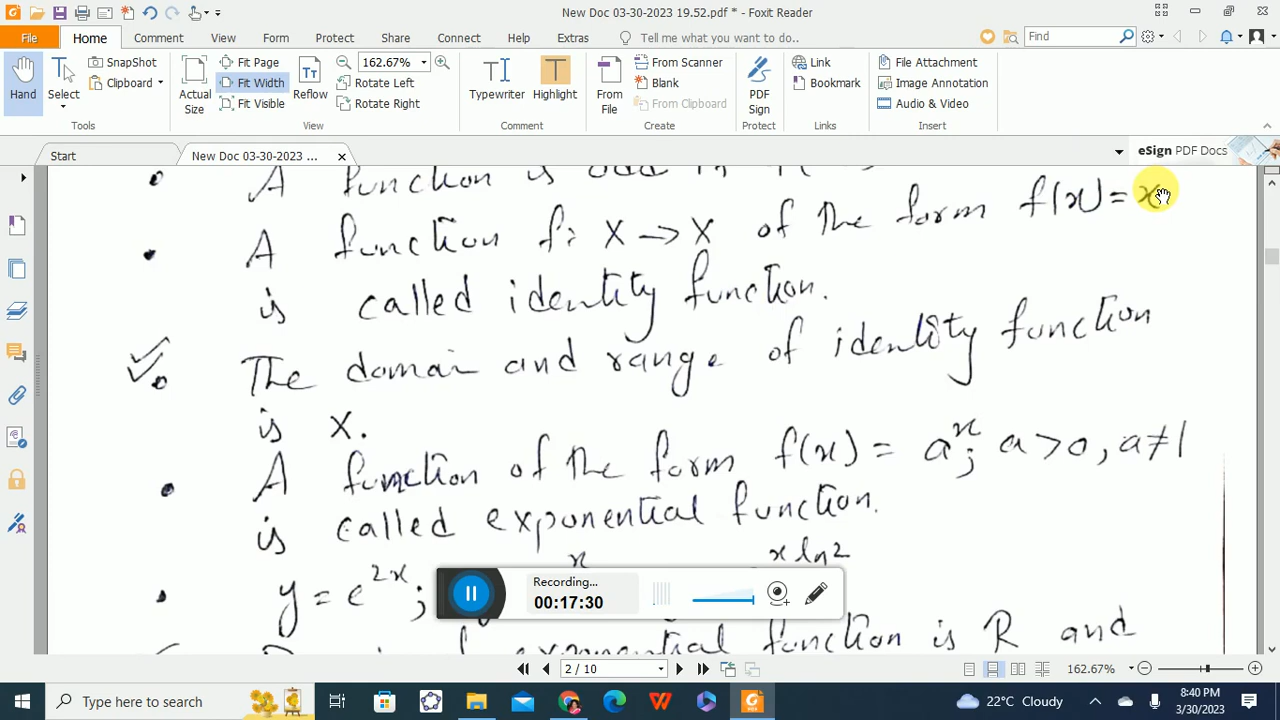 New Doc 03-30-2023 19.52.pdf * - Foxit Reader
File Home Comment View Form Protect Share Connect Help Extras Tell me what you want to do.. Find
SnapShot Fit Page 162.67% From Scanner Link File Attachment
Clipboard Fit Width Rotate Left Blank Bookmark Image Annotation
Hand Select Actual Size Reflow Fit Visible Rotate Right Typewriter Highlight From File From Clipboard PDF Sign Audio & Video
Tools View Comment Create Protect Links Insert
Start New Doc 03-30-2023 ... eSign PDF Docs
• A function is odd
• A function f: X → X of the form f(x) = x
is called identity function.
• The domain and range of identity function
is X.
• A function of the form f(x) = a^x; a > 0, a ≠ 1
is called exponential function.
• y = e^2x; x x ln2
exponential function is R and
Recording...
00:17:30
2 / 10 162.67%
Type here to search 22°C Cloudy 8:40 PM
3/30/2023